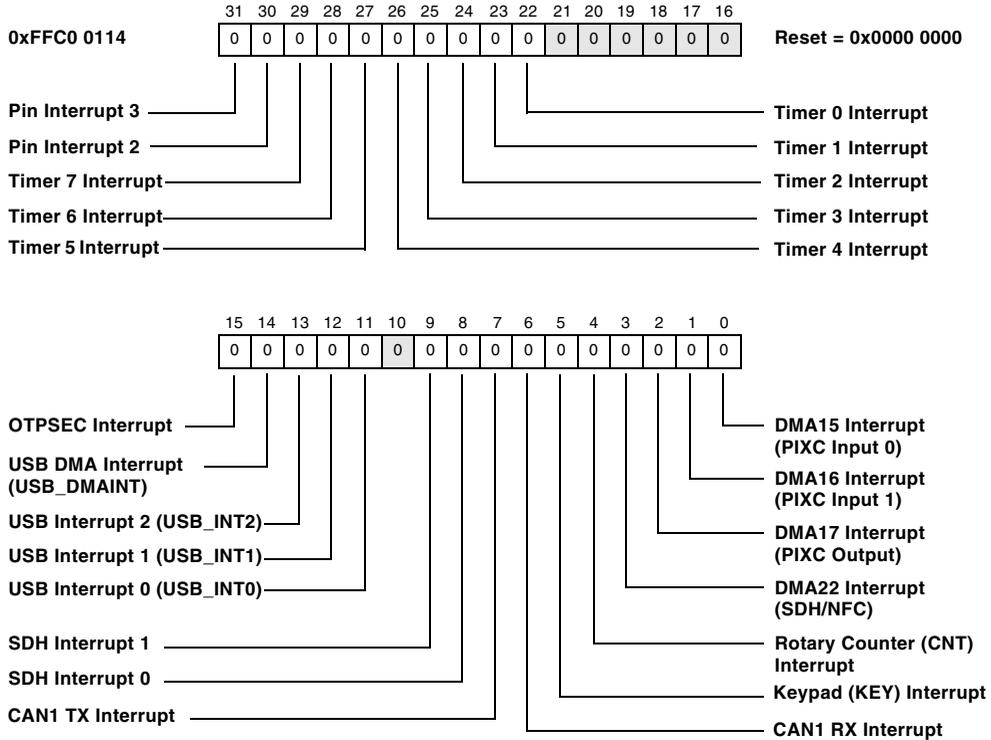 31 30 29 28 27 26 25 24 23 22 21 20 19 18 17 16
0xFFC0 0114 0 0 0 0 0 0 0 0 0 0 0 0 0 0 0 0 Reset = 0x0000 0000
Pin Interrupt 3 Timer 0 Interrupt
Pin Interrupt 2 Timer 1 Interrupt
Timer 7 Interrupt Timer 2 Interrupt
Timer 6 Interrupt Timer 3 Interrupt
Timer 5 Interrupt Timer 4 Interrupt
15 14 13 12 11 10 9 8 7 6 5 4 3 2 1 0
0 0 0 0 0 0 0 0 0 0 0 0 0 0 0 0
OTPSEC Interrupt
USB DMA Interrupt
(USB_DMAINT)
USB Interrupt 2 (USB_INT2)
USB Interrupt 1 (USB_INT1)
USB Interrupt 0 (USB_INT0)
SDH Interrupt 1
SDH Interrupt 0
CAN1 TX Interrupt
DMA15 Interrupt
(PIXC Input 0)
DMA16 Interrupt
(PIXC Input 1)
DMA17 Interrupt
(PIXC Output)
DMA22 Interrupt
(SDH/NFC)
Rotary Counter (CNT)
Interrupt
Keypad (KEY) Interrupt
CAN1 RX Interrupt